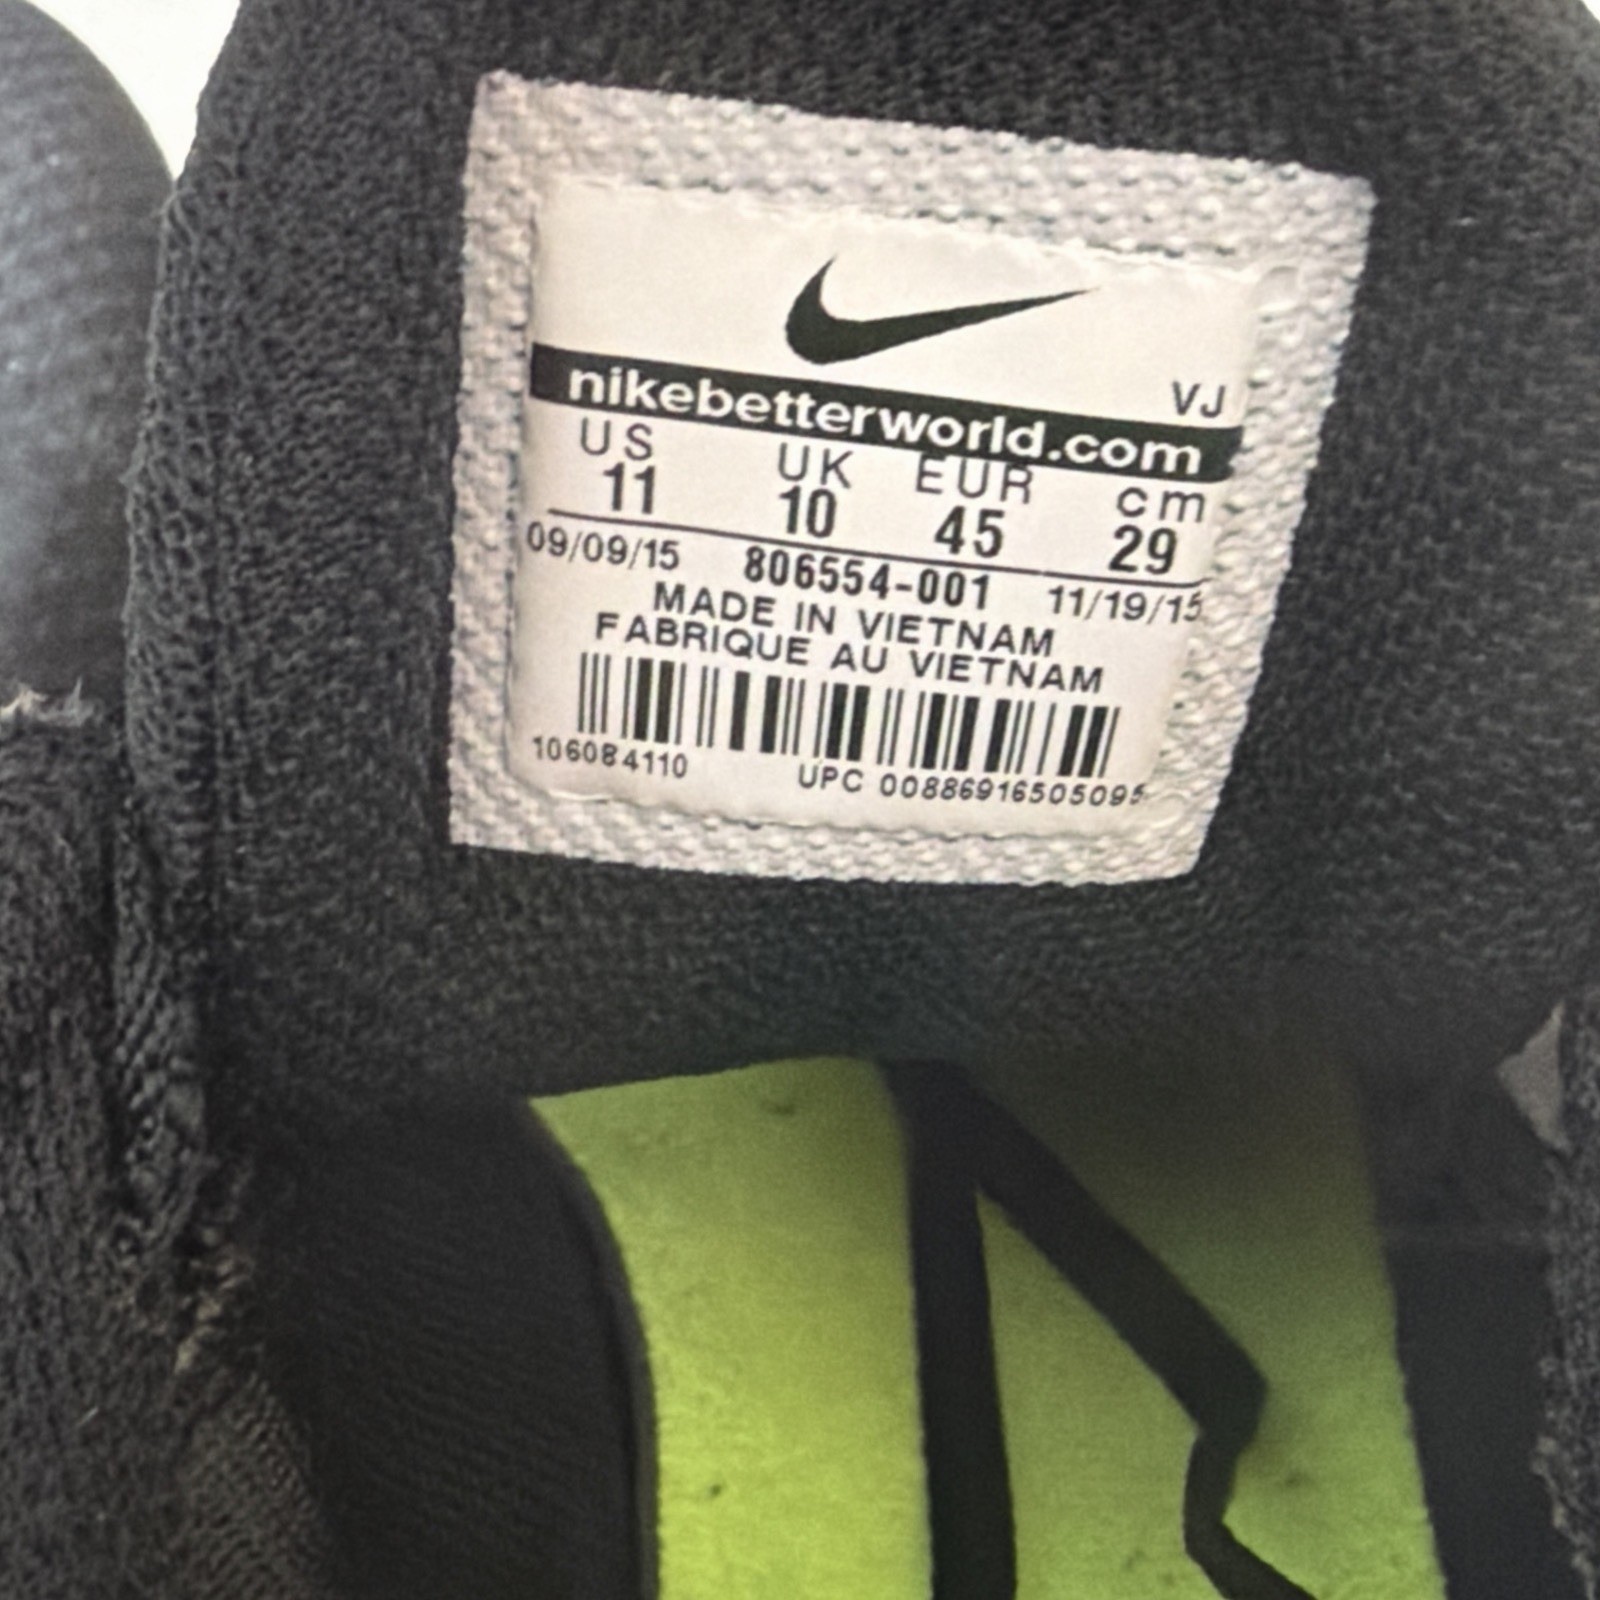 VJ
nikebetterworld.com
US UK EUR cm
11 10 45 29
09/09/15 806554-001 11/19/15
MADE IN VIETNAM
FABRIQUE AU VIETNAM
106084110 UPC 00886916505095